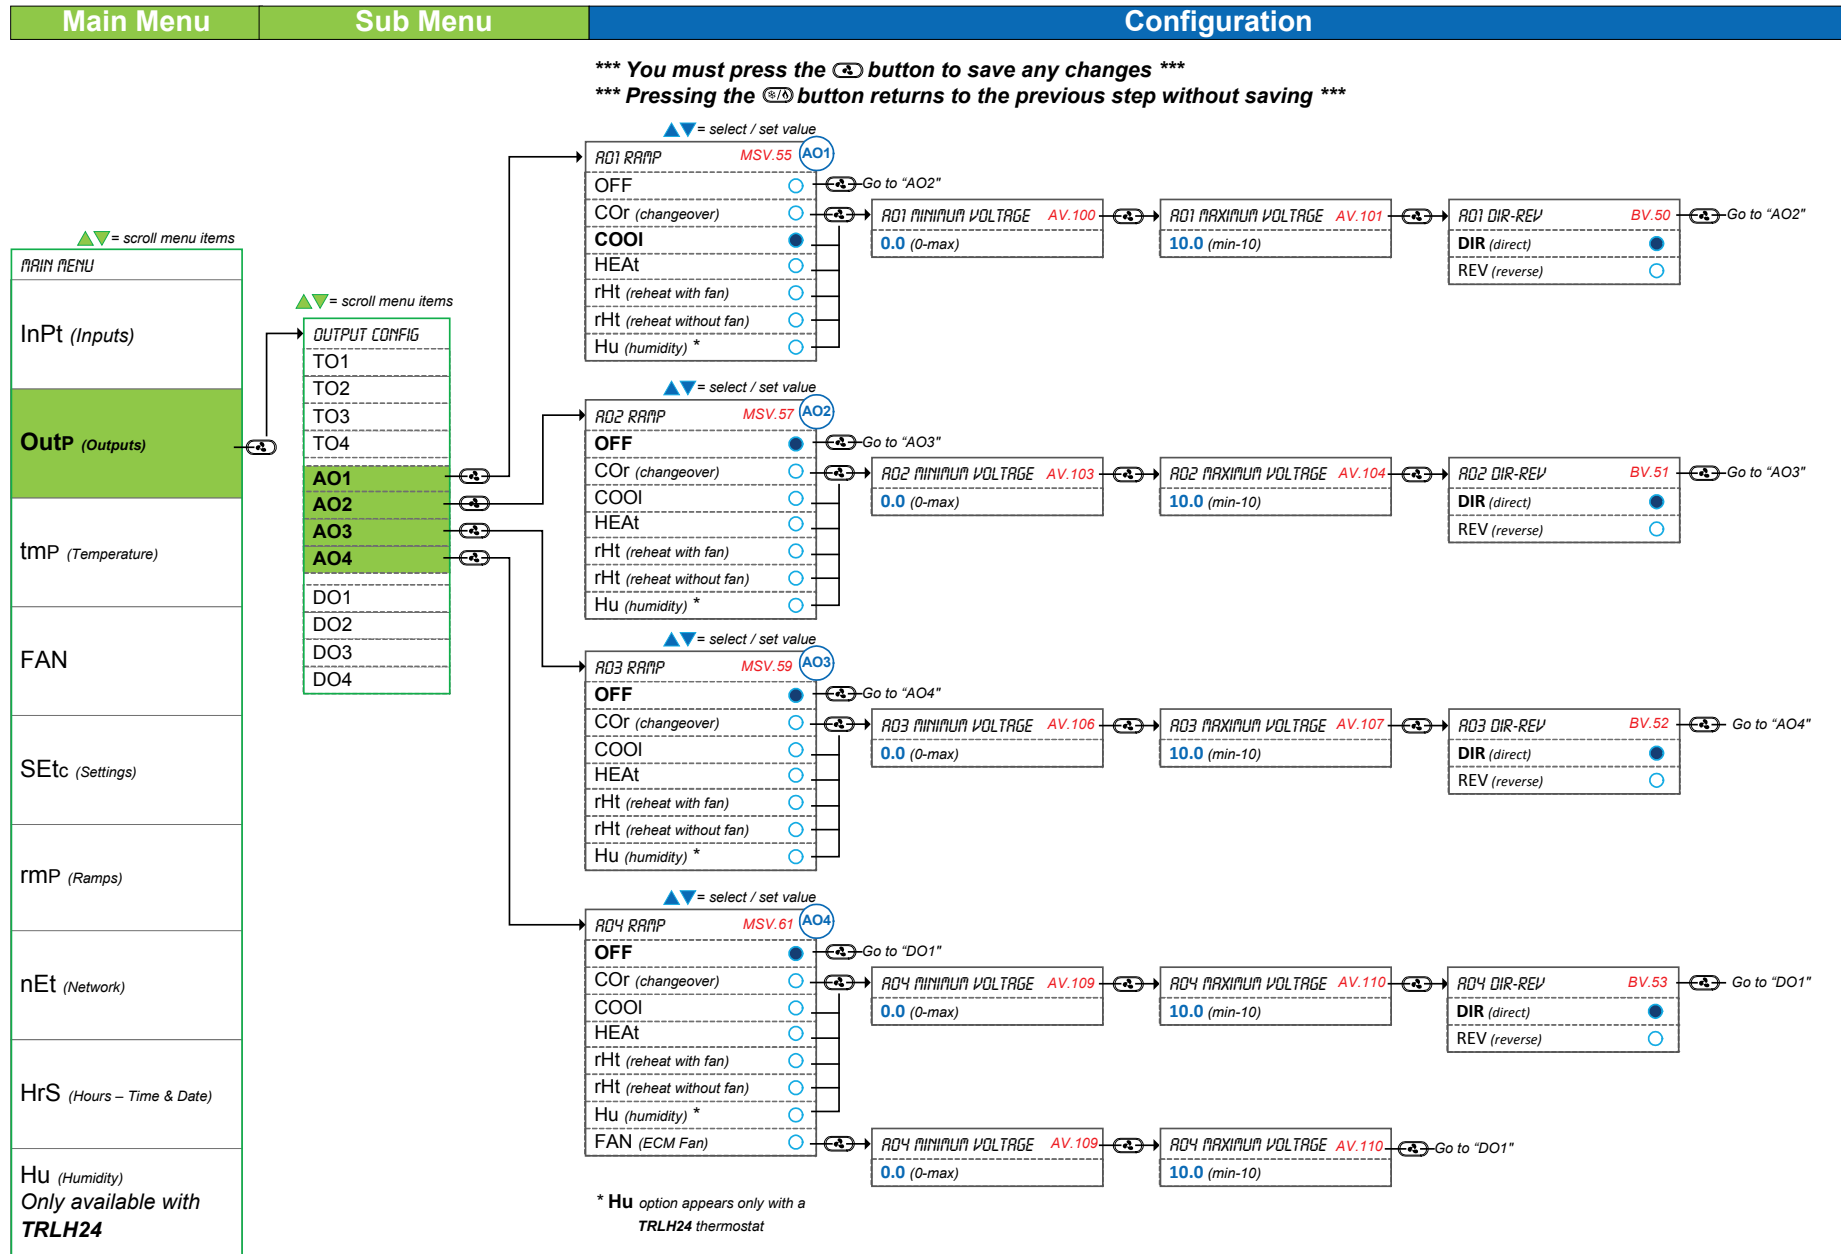 Main Menu
Sub Menu
Configuration
*** You must press the button to save any changes ***
*** Pressing the button returns to the previous step without saving ***
= scroll menu items
MAIN MENU
InPt (Inputs)
OutP (Outputs)
tmP (Temperature)
FAN
SEtc (Settings)
rmP (Ramps)
nEt (Network)
HrS (Hours – Time & Date)
Hu (Humidity)
Only available with
TRLH24
= scroll menu items
OUTPUT CONFIG
TO1
TO2
TO3
TO4
AO1
AO2
AO3
AO4
DO1
DO2
DO3
DO4
= select / set value
AO1 RAMP MSV.55 AO1
OFF Go to "AO2"
COr (changeover)
COOl
HEAt
rHt (reheat with fan)
rHt (reheat without fan)
Hu (humidity) *
AO1 MINIMUM VOLTAGE AV.100
0.0 (0-max)
AO1 MAXIMUM VOLTAGE AV.101
10.0 (min-10)
AO1 DIR-REV BV.50 Go to "AO2"
DIR (direct)
REV (reverse)
= select / set value
AO2 RAMP MSV.57 AO2
OFF Go to "AO3"
COr (changeover)
COOl
HEAt
rHt (reheat with fan)
rHt (reheat without fan)
Hu (humidity) *
AO2 MINIMUM VOLTAGE AV.103
0.0 (0-max)
AO2 MAXIMUM VOLTAGE AV.104
10.0 (min-10)
AO2 DIR-REV BV.51 Go to "AO3"
DIR (direct)
REV (reverse)
= select / set value
AO3 RAMP MSV.59 AO3
OFF Go to "AO4"
COr (changeover)
COOl
HEAt
rHt (reheat with fan)
rHt (reheat without fan)
Hu (humidity) *
AO3 MINIMUM VOLTAGE AV.106
0.0 (0-max)
AO3 MAXIMUM VOLTAGE AV.107
10.0 (min-10)
AO3 DIR-REV BV.52 Go to "AO4"
DIR (direct)
REV (reverse)
= select / set value
AO4 RAMP MSV.61 AO4
OFF Go to "DO1"
COr (changeover)
COOl
HEAt
rHt (reheat with fan)
rHt (reheat without fan)
Hu (humidity) *
FAN (ECM Fan)
AO4 MINIMUM VOLTAGE AV.109
0.0 (0-max)
AO4 MAXIMUM VOLTAGE AV.110
10.0 (min-10)
AO4 DIR-REV BV.53 Go to "DO1"
DIR (direct)
REV (reverse)
AO4 MINIMUM VOLTAGE AV.109
0.0 (0-max)
AO4 MAXIMUM VOLTAGE AV.110 Go to "DO1"
10.0 (min-10)
* Hu option appears only with a
TRLH24 thermostat